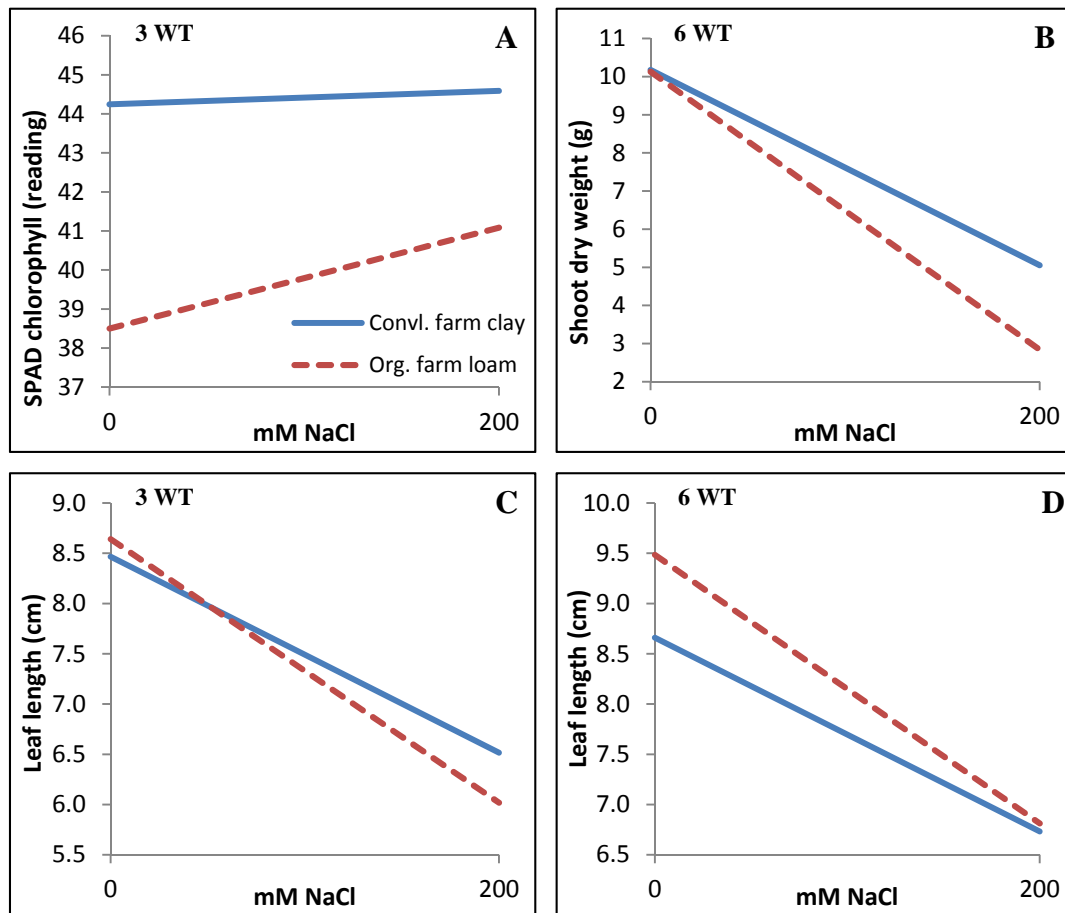 3 WT
A
SPAD chlorophyll (reading)
46
45
44
43
42
41
40
39
38
37
Convl. farm clay
Org. farm loam
0
200
mM NaCl
6 WT
B
Shoot dry weight (g)
11
10
9
8
7
6
5
4
3
2
0
200
mM NaCl
3 WT
C
Leaf length (cm)
9.0
8.5
8.0
7.5
7.0
6.5
6.0
5.5
0
200
mM NaCl
6 WT
D
Leaf length (cm)
10.0
9.5
9.0
8.5
8.0
7.5
7.0
6.5
0
200
mM NaCl